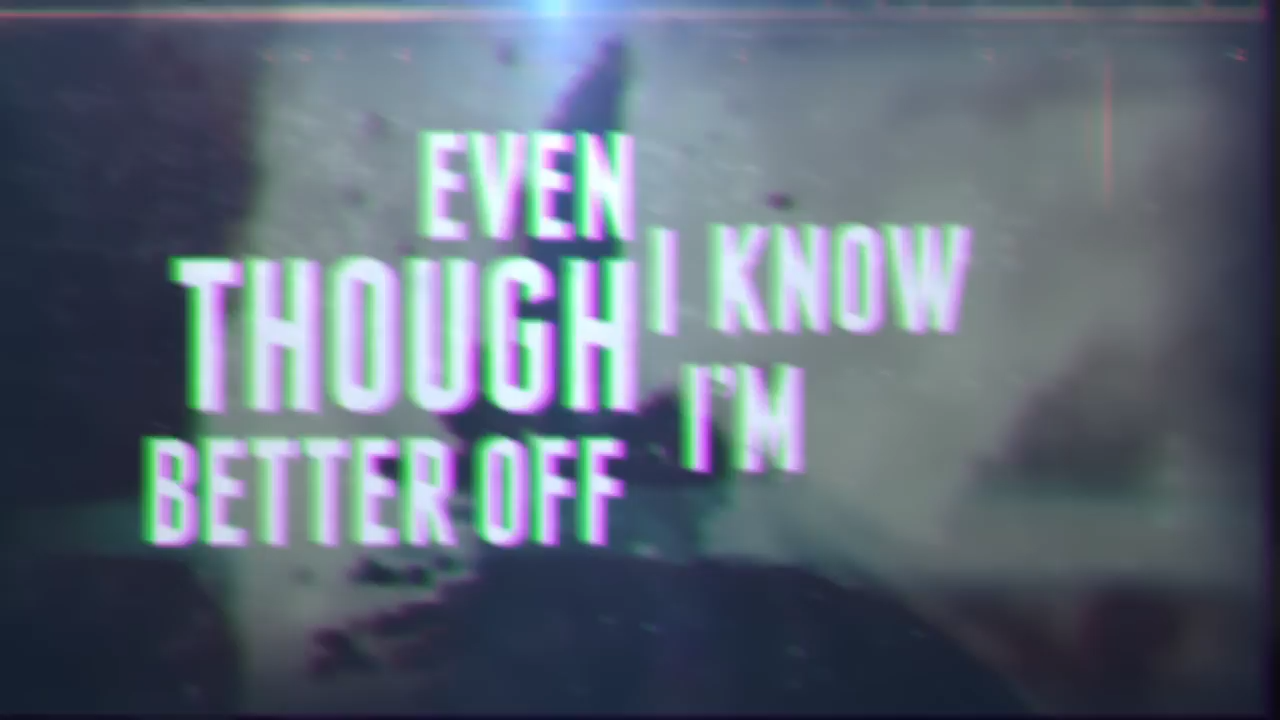 EVEN
THOUGH
I KNOW
I'M
BETTER OFF